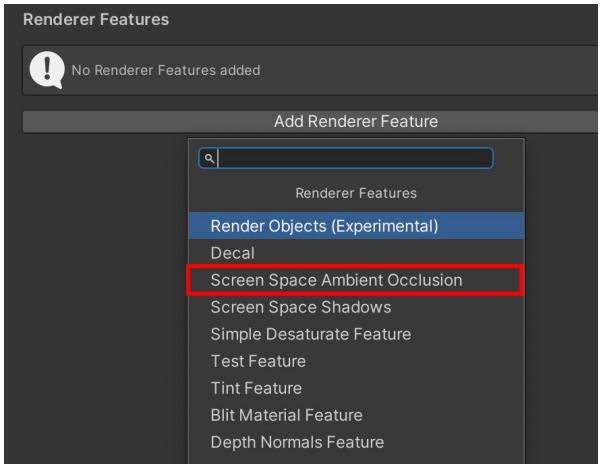 Renderer Features
No Renderer Features added
Add Renderer Feature
Renderer Features
Render Objects (Experimental)
Decal
Screen Space Ambient Occlusion
Screen Space Shadows
Simple Desaturate Feature
Test Feature
Tint Feature
Blit Material Feature
Depth Normals Feature